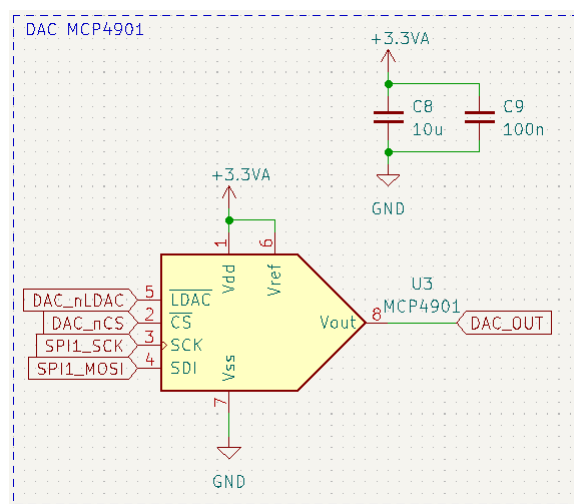 DAC MCP4901
+3.3VA
C8
10u
C9
100n
GND
+3.3VA
1
6
Vdd
Vref
U3
MCP4901
DAC_nLDAC
5
LDAC
DAC_nCS
2
CS
SPI1_SCK
3
SCK
SPI1_MOSI
4
SDI
Vout
8
DAC_OUT
Vss
7
GND